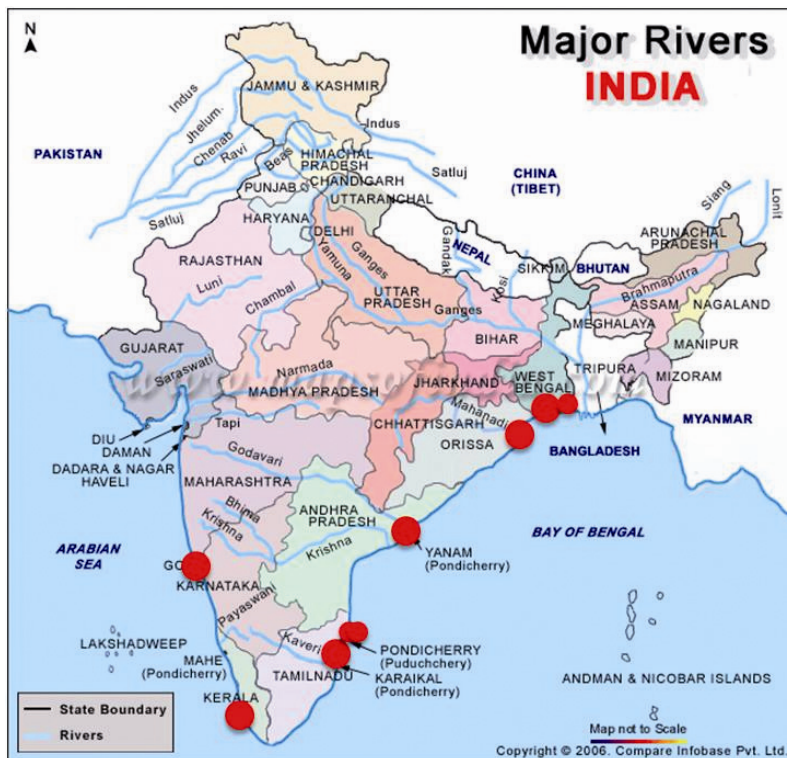 N
Major Rivers
INDIA
JAMMU & KASHMIR
Indus
Jhelum.
Chenab
Ravi
Beas
Indus
Satluj
Satluj
PAKISTAN
HIMACHAL
PRADESH
CHANDIGARH
PUNJAB
UTTARANCHAL
HARYANA
DELHI
CHINA
(TIBET)
Siang
Lonit
ARUNACHAL
PRADESH
RAJASTHAN
Luni
Chambal
Yamuna
Ganges
UTTAR
PRADESH
Ganges
Gandak
NEPAL
Kosi
SIKKIM
BHUTAN
Brahmaputra
ASSAM
NAGALAND
MEGHALAYA
MANIPUR
BIHAR
GUJARAT
Saraswati
Narmada
MADHYA PRADESH
JHARKHAND
WEST
BENGAL
TRIPURA
MIZORAM
MYANMAR
BANGLADESH
DIU
DAMAN
DADARA & NAGAR
HAVELI
Tapi
CHHATTISGARH
Mahanadi
ORISSA
Godavari
MAHARASHTRA
Bhima
Krishna
ANDHRA
PRADESH
Krishna
YANAM
(Pondicherry)
BAY OF BENGAL
ARABIAN
SEA
KARNATAKA
Payaswani
LAKSHADWEEP
MAHE
(Pondicherry)
Kaveri
TAMILNADU
PONDICHERRY
(Puduchchery)
KARAIKAL
(Pondicherry)
KERALA
ANDMAN & NICOBAR ISLANDS
State Boundary
Rivers
Map not to Scale
Copyright © 2006. Compare Infobase Pvt. Ltd.